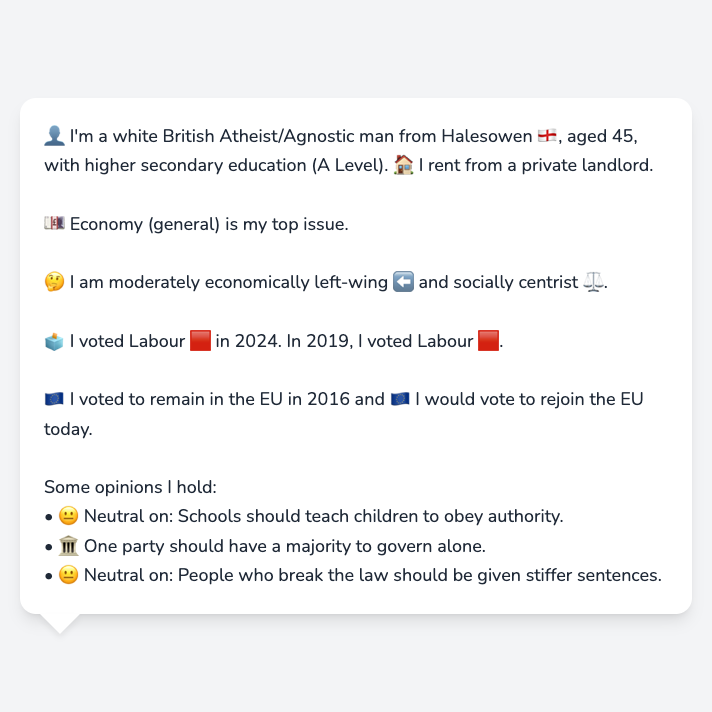 👤 I'm a white British Atheist/Agnostic man from Halesowen 🏴󠁧󠁢󠁥󠁮󠁧󠁿, aged 45,
with higher secondary education (A Level). 🏠 I rent from a private landlord.
💷 Economy (general) is my top issue.
🤔 I am moderately economically left-wing ⬅️ and socially centrist ⚖️.
🗳️ I voted Labour 🟥 in 2024. In 2019, I voted Labour 🟥.
🇪🇺 I voted to remain in the EU in 2016 and 🇪🇺 I would vote to rejoin the EU
today.
Some opinions I hold:
• 😐 Neutral on: Schools should teach children to obey authority.
• 🏛️ One party should have a majority to govern alone.
• 😐 Neutral on: People who break the law should be given stiffer sentences.